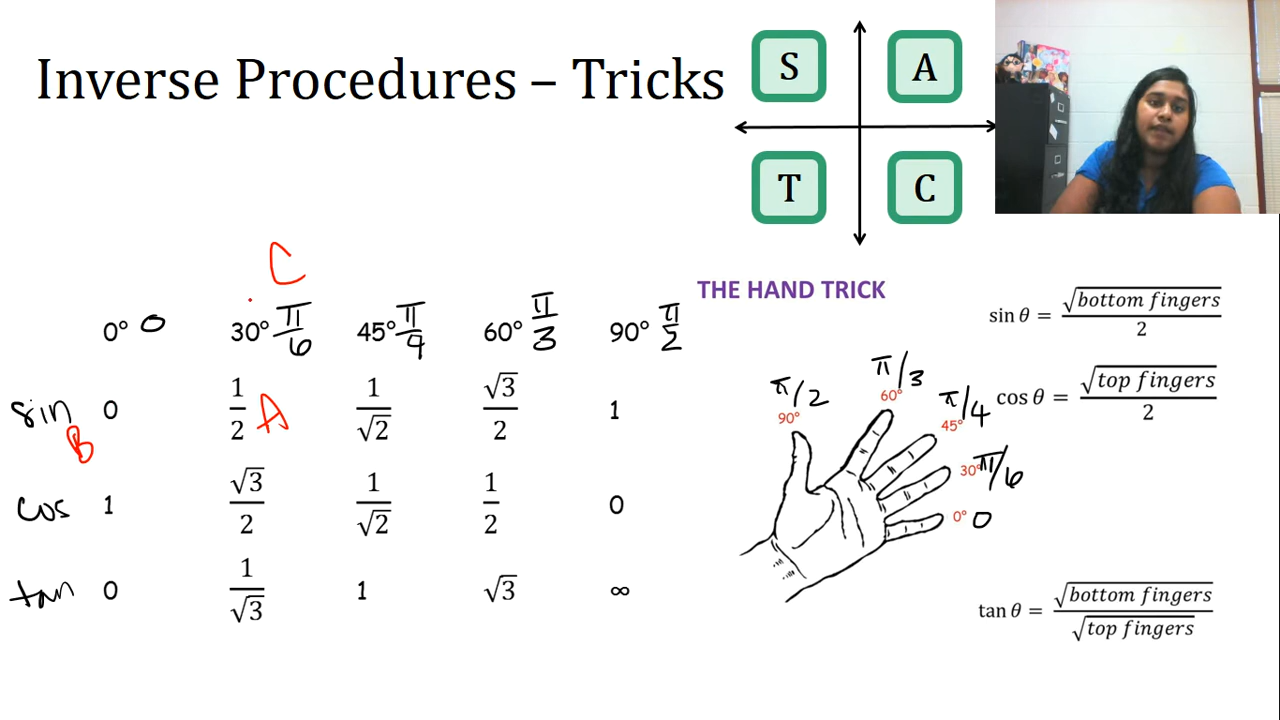 Inverse Procedures – Tricks
S A
T C
C
THE HAND TRICK
sin θ = √bottom fingers / 2
0° 0 30° π/6 45° π/4 60° π/3 90° π/2
sin 0 1/2 1/√2 √3/2 1
A
B
cos 1 √3/2 1/√2 1/2 0
tan 0 1/√3 1 √3 ∞
π/2
90°
π/3
60°
π/4
45°
30° π/6
0° 0
cos θ = √top fingers / 2
tan θ = √bottom fingers / √top fingers